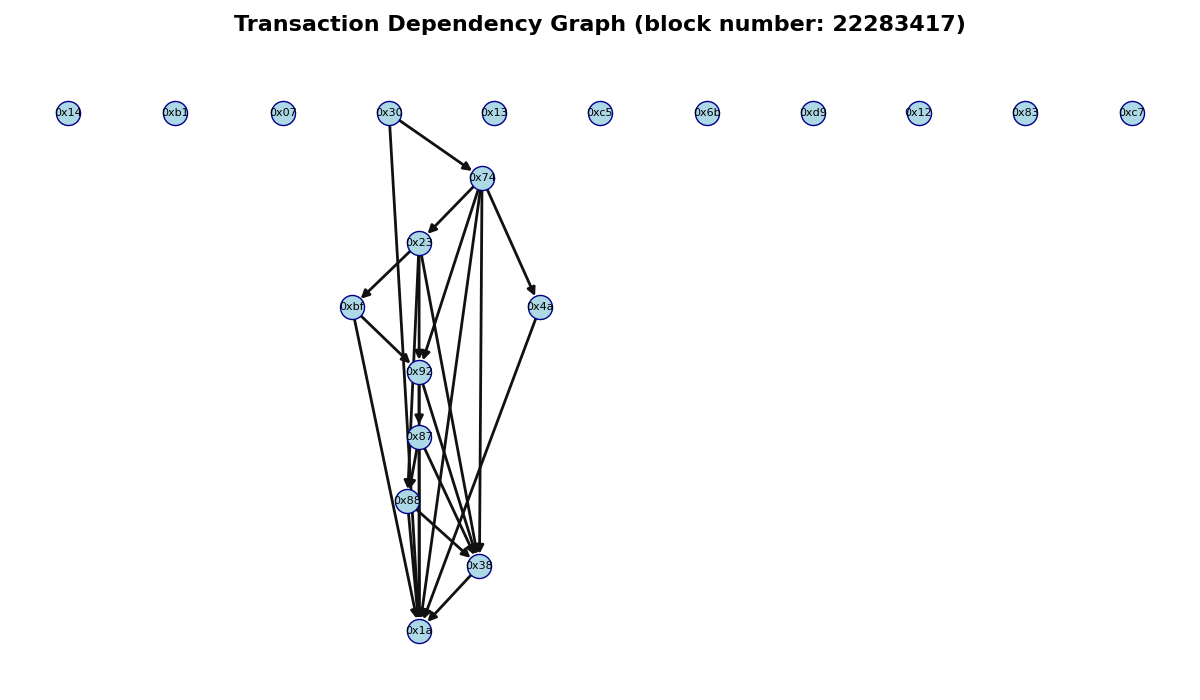 Transaction Dependency Graph (block number: 22283417)
0x14 0xb1 0x07 0x30 0x13 0xc5 0x6b 0xd9 0x12 0x83 0xc7
0x74
0x23
0xbf 0x4a
0x92
0x87
0x88
0x38
0x1a